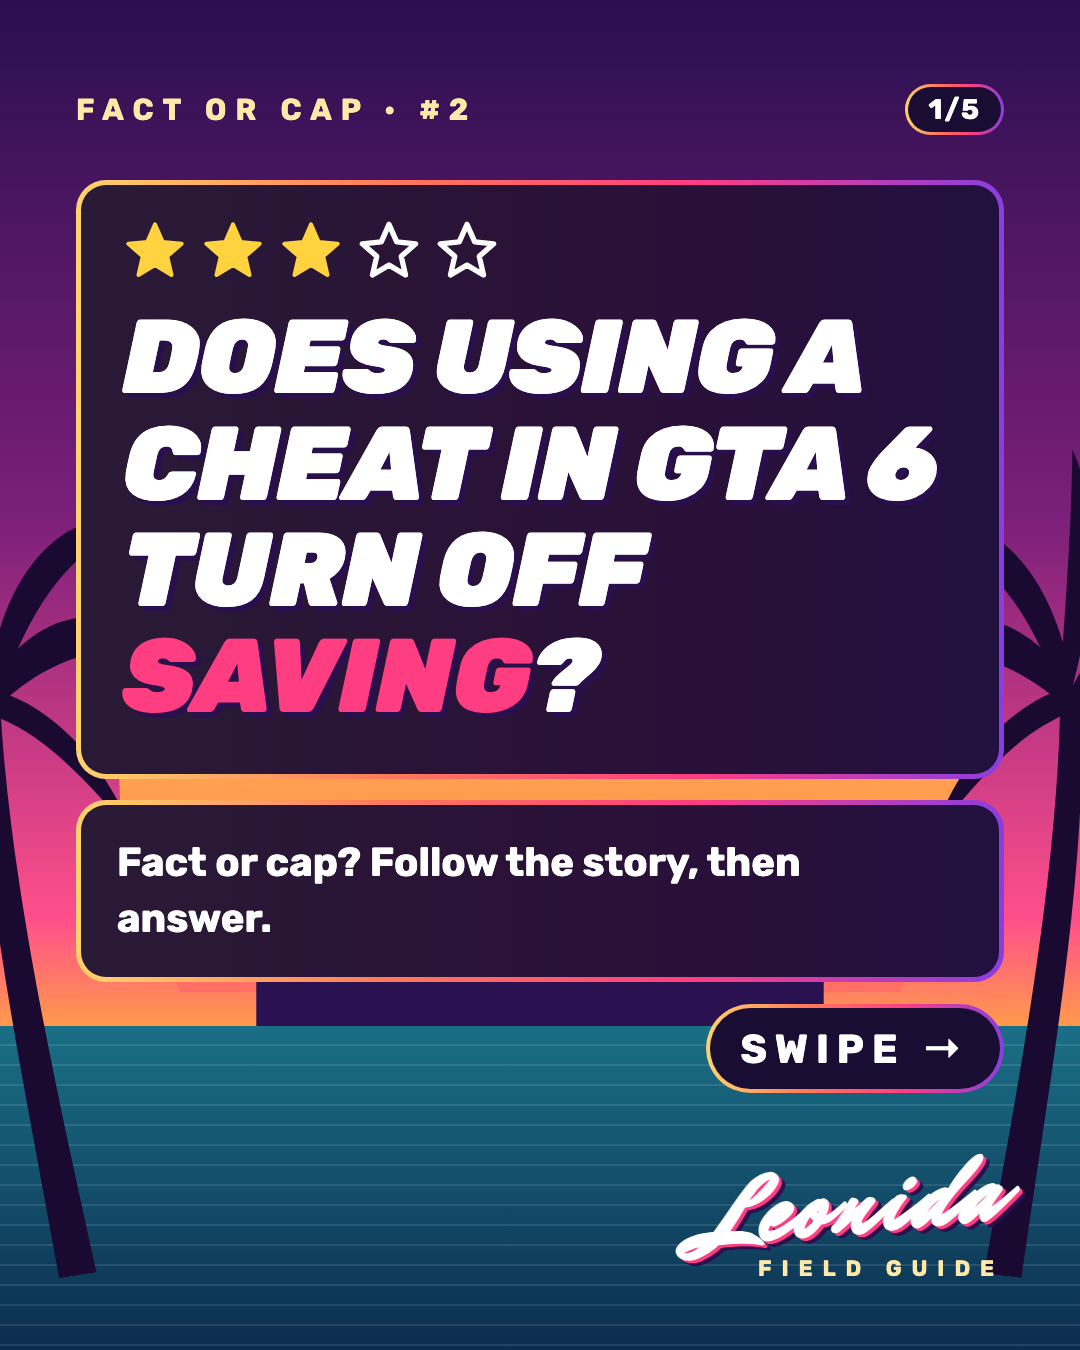 FACT OR CAP • #2
1/5
DOES USING A
CHEAT IN GTA 6
TURN OFF
SAVING?
Fact or cap? Follow the story, then
answer.
SWIPE →
Leonida
FIELD GUIDE